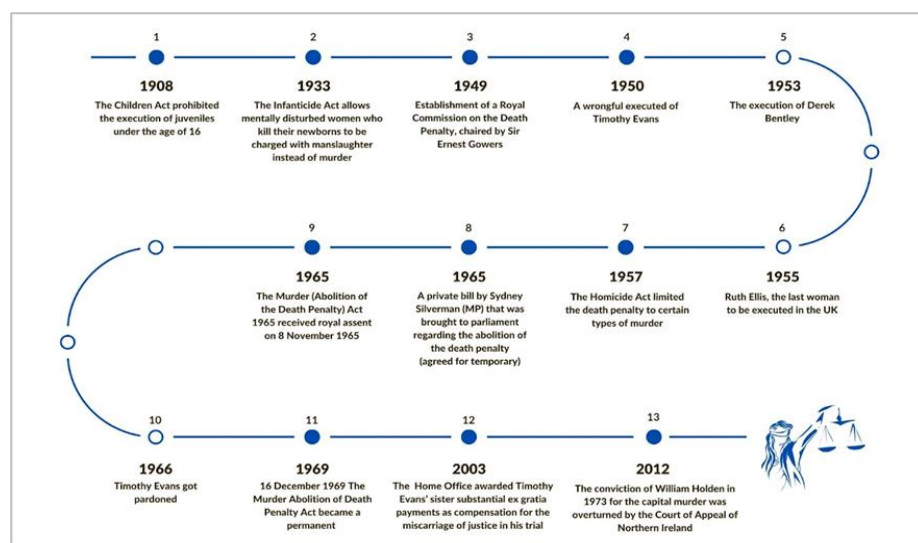 1
1908
The Children Act prohibited
the execution of juveniles
under the age of 16
2
1933
The Infanticide Act allows
mentally disturbed women who
kill their newborns to be
charged with manslaughter
instead of murder
3
1949
Establishment of a Royal
Commission on the Death
Penalty, chaired by Sir
Ernest Gowers
4
1950
A wrongful executed of
Timothy Evans
5
1953
The execution of Derek
Bentley
6
1955
Ruth Ellis, the last woman
to be executed in the UK
7
1957
The Homicide Act limited
the death penalty to certain
types of murder
8
1965
A private bill by Sydney
Silverman (MP) that was
brought to parliament
regarding the abolition of
the death penalty
(agreed for temporary)
9
1965
The Murder (Abolition of
the Death Penalty) Act
1965 received royal assent
on 8 November 1965
10
1966
Timothy Evans got
pardoned
11
1969
16 December 1969 The
Murder Abolition of Death
Penalty Act became a
permanent
12
2003
The Home Office awarded Timothy
Evans' sister substantial ex gratia
payments as compensation for the
miscarriage of justice in his trial
13
2012
The conviction of William Holden in
1973 for the capital murder was
overturned by the Court of Appeal of
Northern Ireland